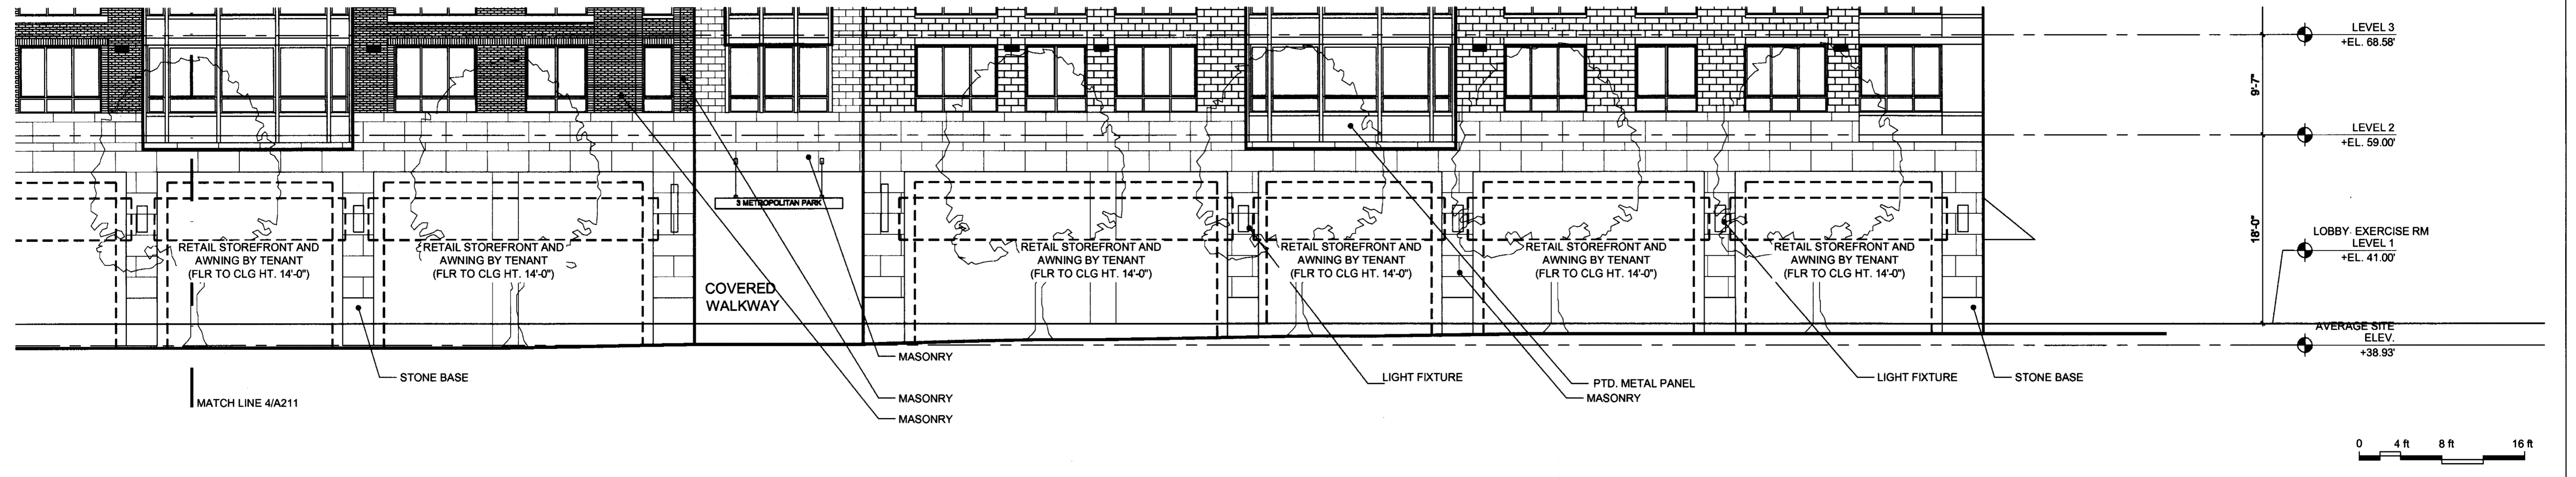 LEVEL 3
+EL. 68.58'
9'-7"
LEVEL 2
+EL. 59.00'
18'-0"
LOBBY EXERCISE RM
LEVEL 1
+EL. 41.00'
AVERAGE SITE
ELEV.
+38.93'
3 METROPOLITAN PARK
RETAIL STOREFRONT AND
AWNING BY TENANT
(FLR TO CLG HT. 14'-0")
RETAIL STOREFRONT AND
AWNING BY TENANT
(FLR TO CLG HT. 14'-0")
COVERED
WALKWAY
RETAIL STOREFRONT AND
AWNING BY TENANT
(FLR TO CLG HT. 14'-0")
RETAIL STOREFRONT AND
AWNING BY TENANT
(FLR TO CLG HT. 14'-0")
RETAIL STOREFRONT AND
AWNING BY TENANT
(FLR TO CLG HT. 14'-0")
RETAIL STOREFRONT AND
AWNING BY TENANT
(FLR TO CLG HT. 14'-0")
MATCH LINE 4/A211
STONE BASE
MASONRY
MASONRY
MASONRY
LIGHT FIXTURE
PTD. METAL PANEL
MASONRY
LIGHT FIXTURE
STONE BASE
0 4 ft 8 ft 16 ft